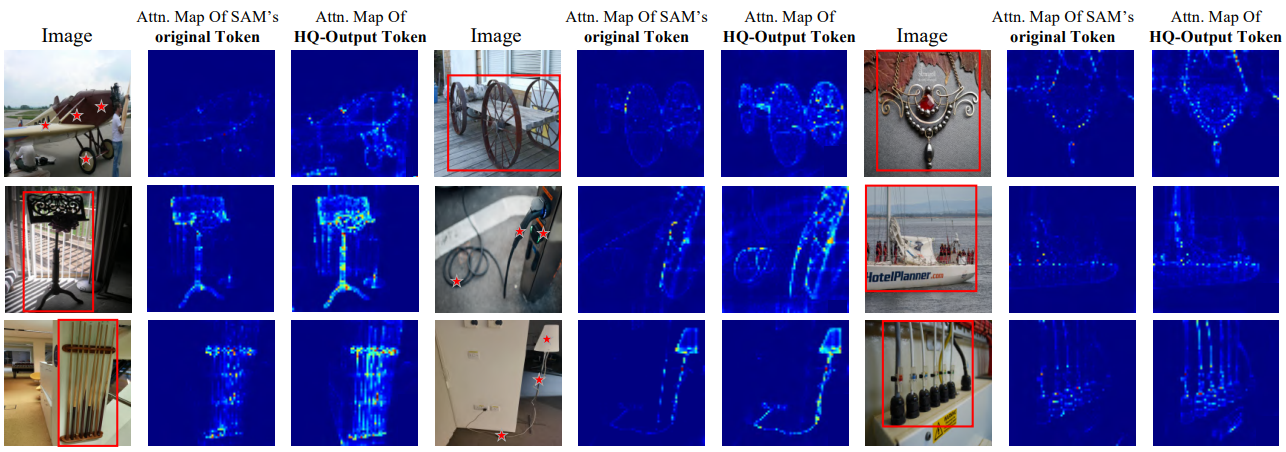 Image
Attn. Map Of SAM's
original Token
Attn. Map Of
HQ-Output Token
Image
Attn. Map Of SAM's
original Token
Attn. Map Of
HQ-Output Token
Image
Attn. Map Of SAM's
original Token
Attn. Map Of
HQ-Output Token
HotelPlanner.com